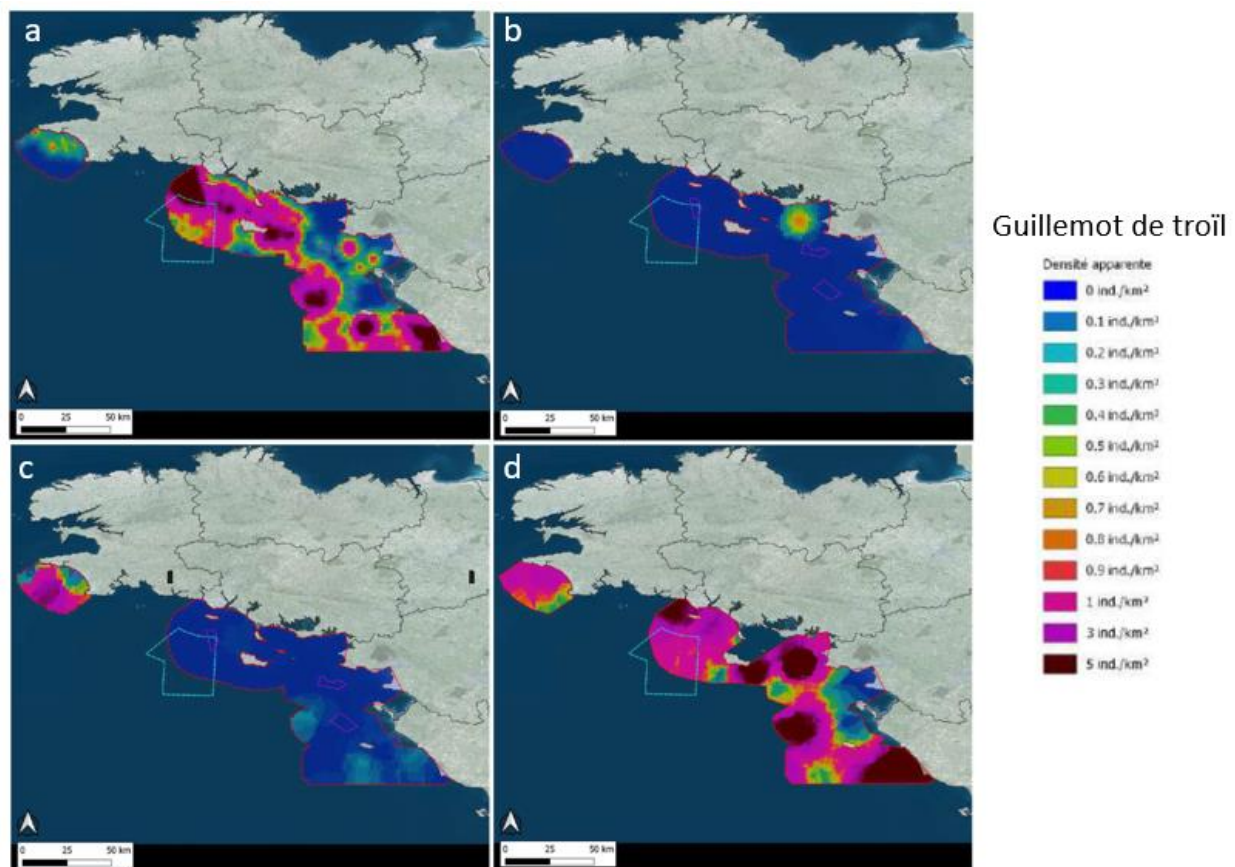 a
b
0 25 50 km
0 25 50 km
c
d
0 25 50 km
0 25 50 km
Guillemot de troïl
Densité apparente
0 ind./km²
0.1 ind./km²
0.2 ind./km²
0.3 ind./km²
0.4 ind./km²
0.5 ind./km²
0.6 ind./km²
0.7 ind./km²
0.8 ind./km²
0.9 ind./km²
1 ind./km²
3 ind./km²
5 ind./km²